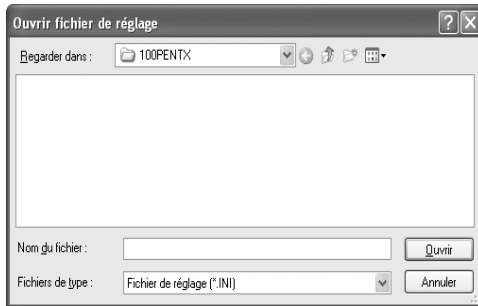 Ouvrir fichier de réglage
Regarder dans :
100PENTX
Nom du fichier :
Ouvrir
Fichiers de type :
Fichier de réglage (*.INI)
Annuler